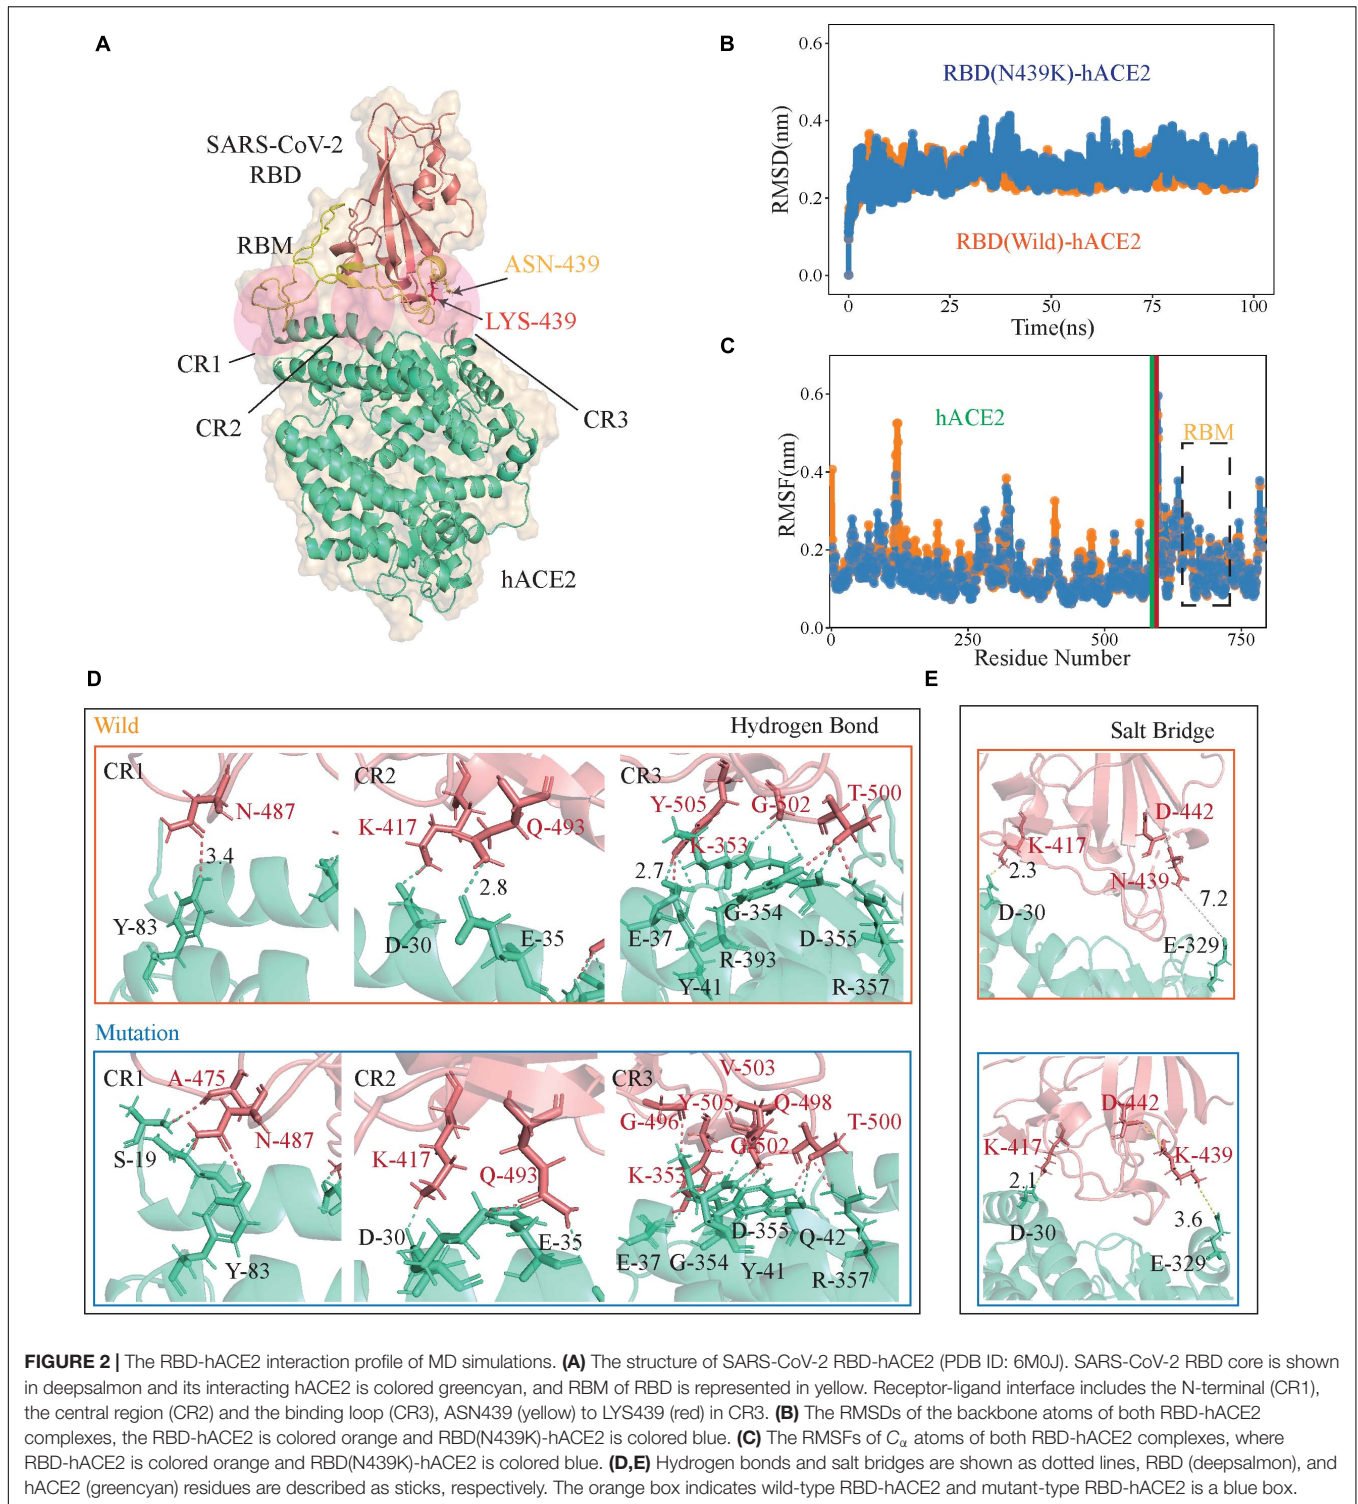 A
SARS-CoV-2
RBD
RBM
ASN-439
LYS-439
CR1
CR2
CR3
hACE2
B
RBD(N439K)-hACE2
RBD(Wild)-hACE2
RMSD(nm)
0.6
0.4
0.2
0.0
0 25 50 75 100
Time(ns)
C
hACE2
RBM
RMSF(nm)
0.6
0.4
0.2
0.0
0 250 500 750
Residue Number
D
Wild
Hydrogen Bond
CR1
N-487
3.4
Y-83
CR2
K-417
Q-493
2.8
D-30
E-35
CR3
Y-505
G-502
T-500
K-353
2.7
G-354
E-37
R-393
D-355
Y-41
R-357
Mutation
CR1
A-475
N-487
S-19
Y-83
CR2
K-417
Q-493
D-30
E-35
CR3
V-503
Y-505
Q-498
G-496
G-502
T-500
K-353
D-355
Q-42
E-37
G-354
Y-41
R-357
E
Salt Bridge
D-442
K-417
2.3
N-439
7.2
D-30
E-329
D-442
K-417
K-439
2.1
3.6
D-30
E-329
FIGURE 2 | The RBD-hACE2 interaction profile of MD simulations. (A) The structure of SARS-CoV-2 RBD-hACE2 (PDB ID: 6M0J). SARS-CoV-2 RBD core is shown
in deepsalmon and its interacting hACE2 is colored greencyan, and RBM of RBD is represented in yellow. Receptor-ligand interface includes the N-terminal (CR1),
the central region (CR2) and the binding loop (CR3), ASN439 (yellow) to LYS439 (red) in CR3. (B) The RMSDs of the backbone atoms of both RBD-hACE2
complexes, the RBD-hACE2 is colored orange and RBD(N439K)-hACE2 is colored blue. (C) The RMSFs of Cα atoms of both RBD-hACE2 complexes, where
RBD-hACE2 is colored orange and RBD(N439K)-hACE2 is colored blue. (D,E) Hydrogen bonds and salt bridges are shown as dotted lines, RBD (deepsalmon), and
hACE2 (greencyan) residues are described as sticks, respectively. The orange box indicates wild-type RBD-hACE2 and mutant-type RBD-hACE2 is a blue box.